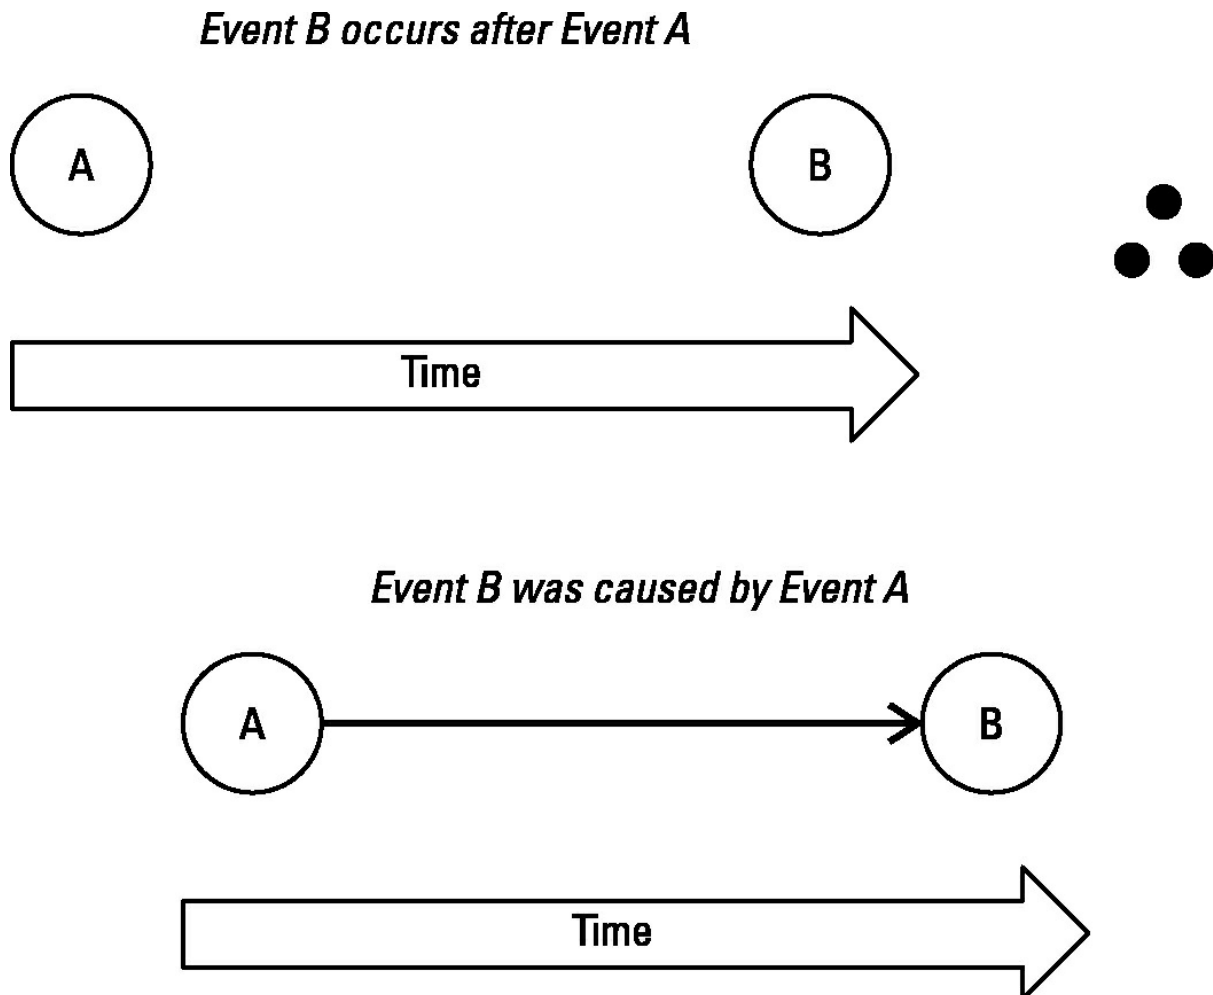 Event B occurs after Event A
A
B
Time
Event B was caused by Event A
A
B
Time